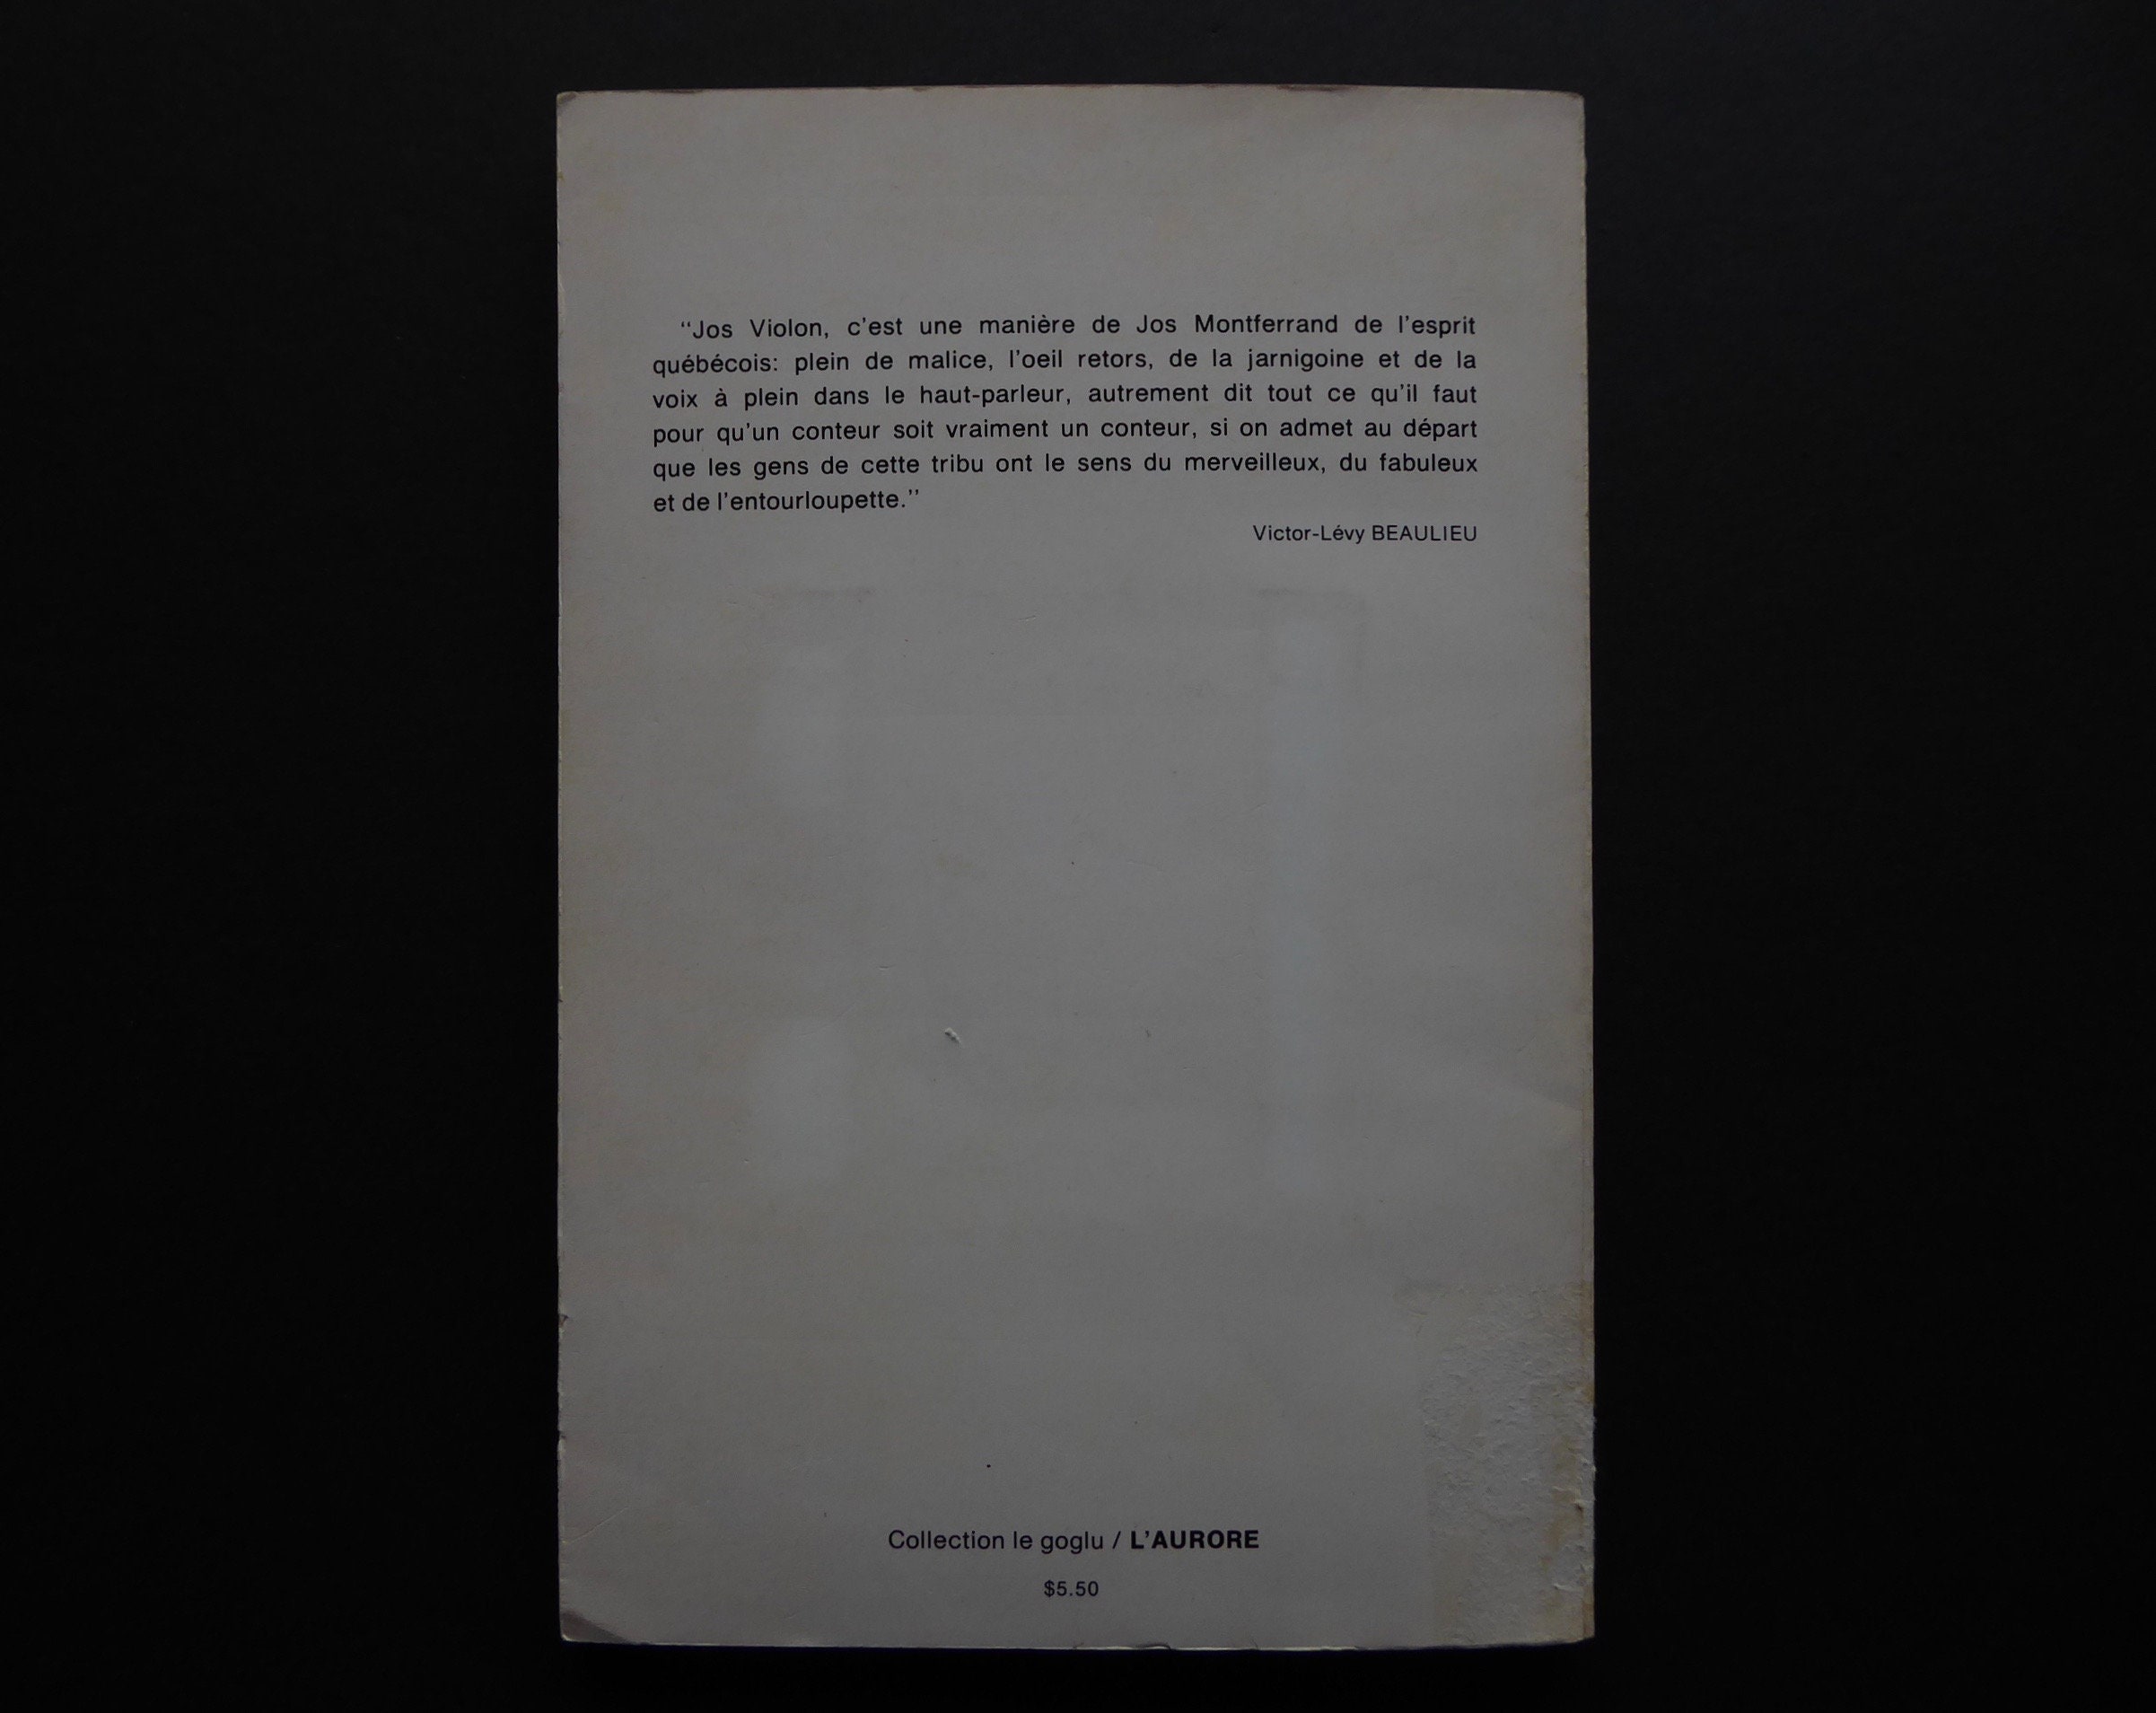 “Jos Violon, c’est une manière de Jos Montferrand de l’esprit
québécois: plein de malice, l’oeil retors, de la jarnigoine et de la
voix à plein dans le haut-parleur, autrement dit tout ce qu’il faut
pour qu’un conteur soit vraiment un conteur, si on admet au départ
que les gens de cette tribu ont le sens du merveilleux, du fabuleux
et de l’entourloupette.”
Victor-Lévy BEAULIEU
Collection le goglu / L’AURORE
$5.50